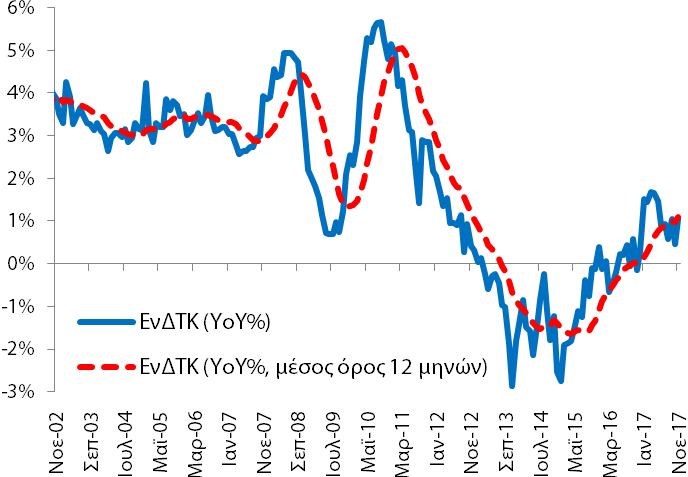 6%
5%
4%
3%
2%
1%
0%
-1%
-2%
-3%
ΕνΔΤΚ (YoY%)
ΕνΔΤΚ (YoY%, μέσος όρος 12 μηνών)
Νοε-02
Σεπ-03
Ιουλ-04
Μαϊ-05
Μαρ-06
Ιαν-07
Νοε-07
Σεπ-08
Ιουλ-09
Μαϊ-10
Μαρ-11
Ιαν-12
Νοε-12
Σεπ-13
Ιουλ-14
Μαϊ-15
Μαρ-16
Ιαν-17
Νοε-17